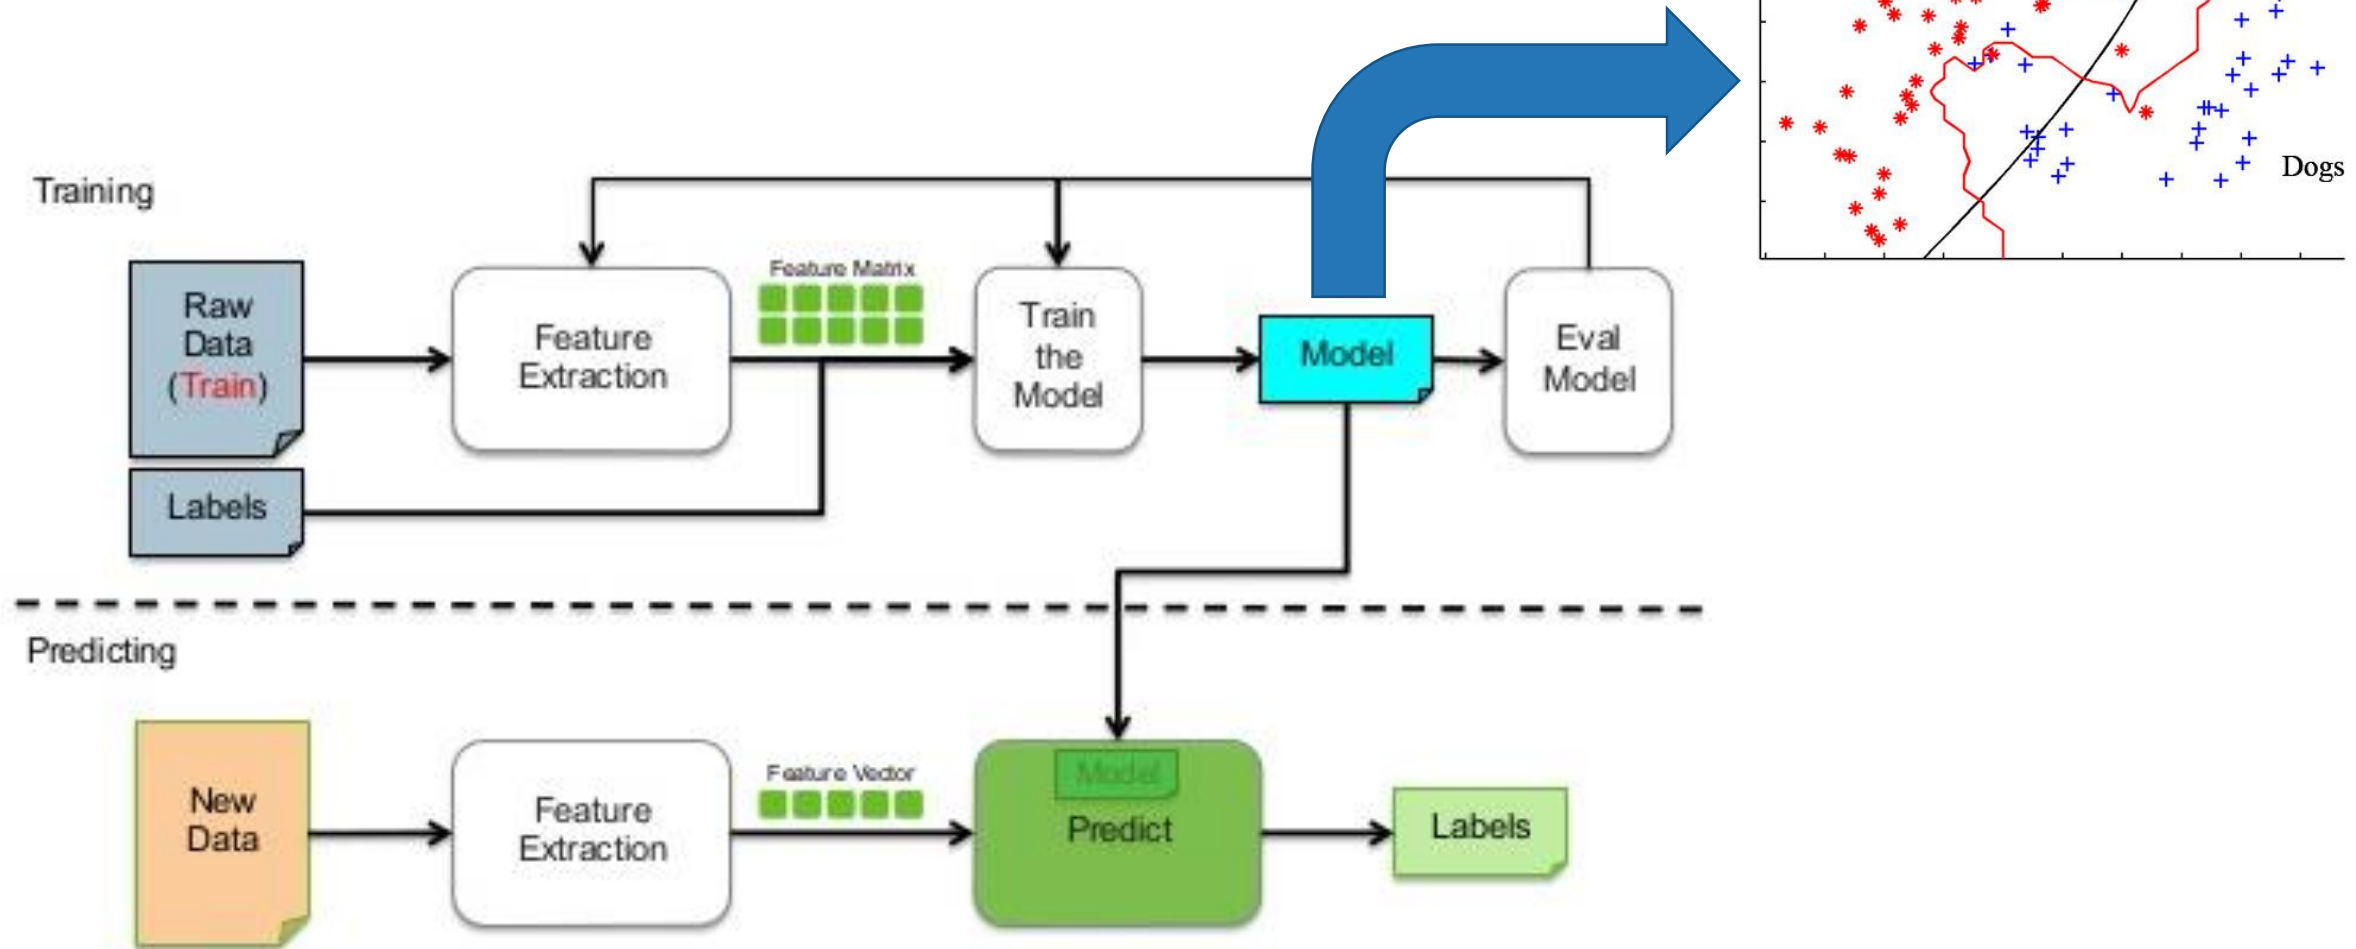 Dogs
Training
Raw
Data
(Train)
Labels
Feature
Extraction
Feature Matrix
Train
the
Model
Model
Eval
Model
Predicting
New
Data
Feature
Extraction
Feature Vector
Model
Predict
Labels